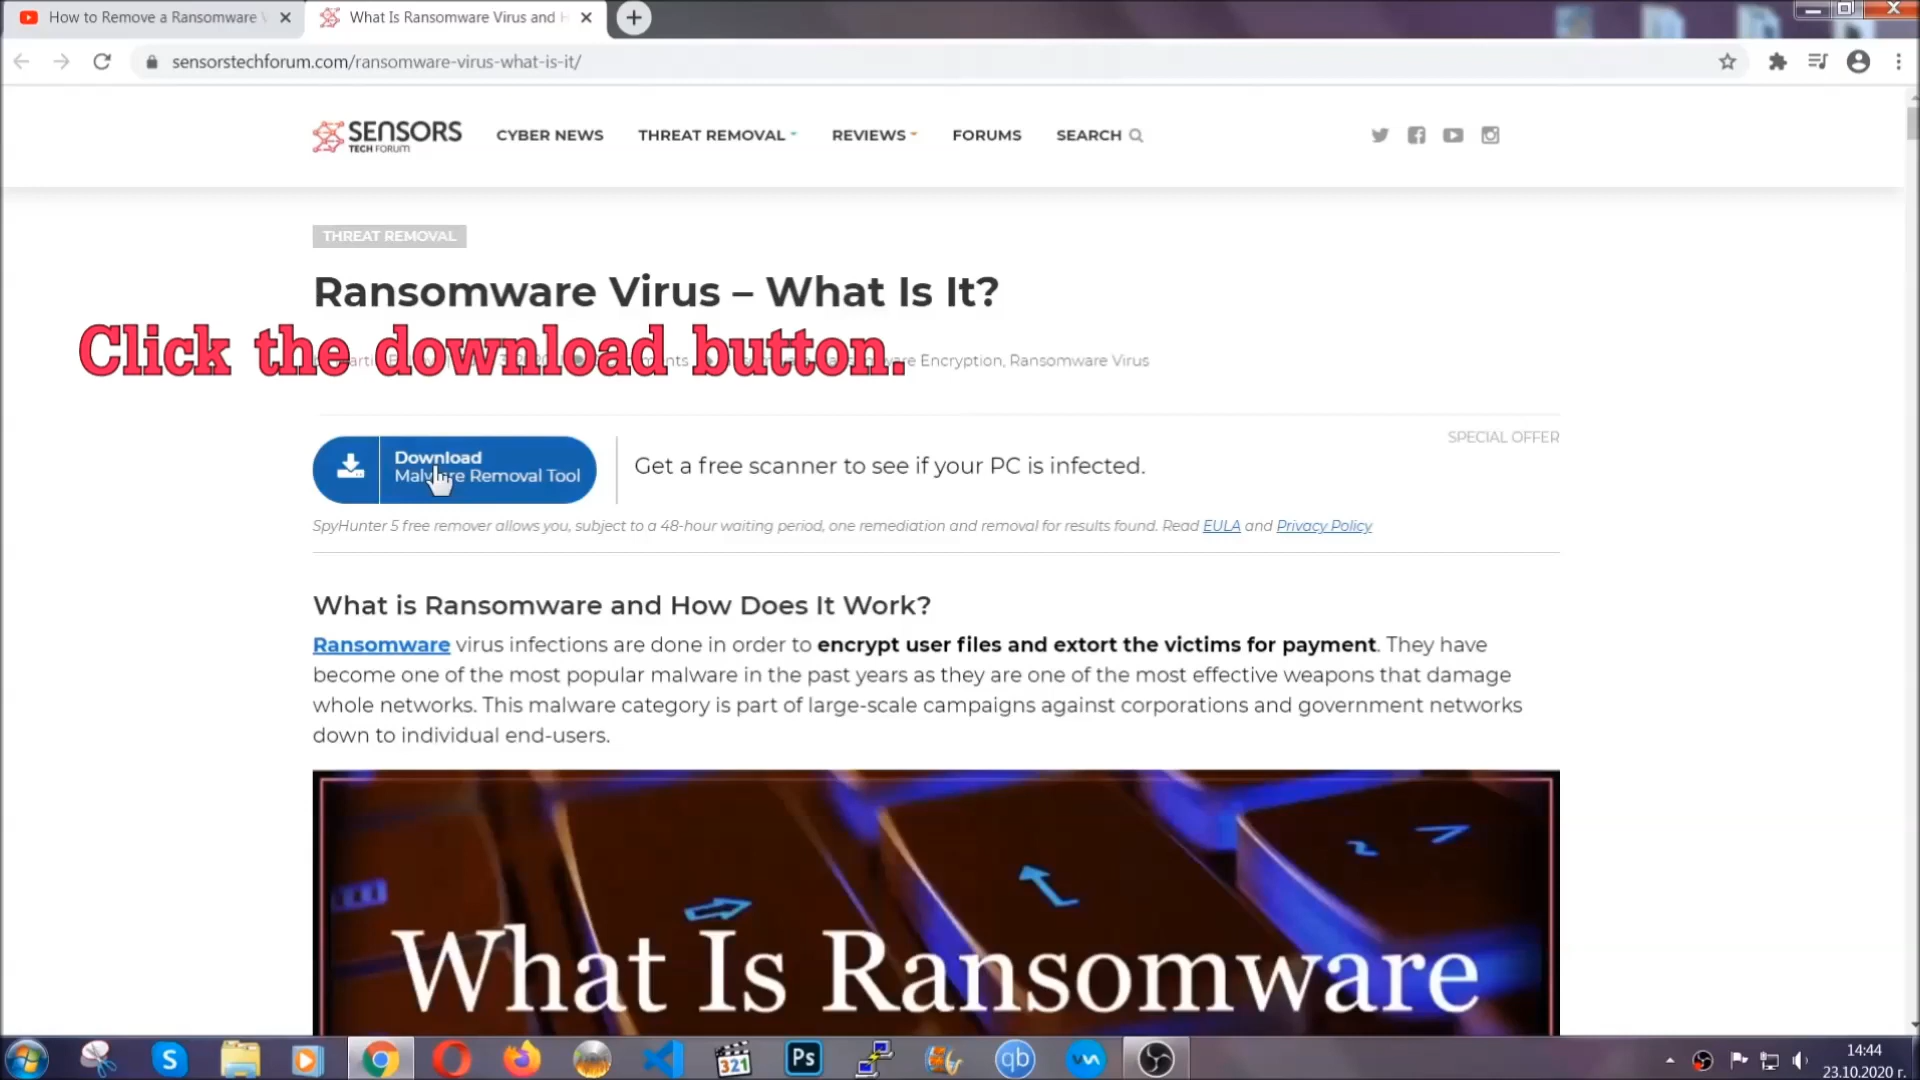 How to Remove a Ransomware
What Is Ransomware Virus and
sensorstechforum.com/ransomware-virus-what-is-it/
SENSORS
TECH FORUM
CYBER NEWS
THREAT REMOVAL
REVIEWS
FORUMS
SEARCH
THREAT REMOVAL
Ransomware Virus – What Is It?
Click the download button.
Encryption, Ransomware Virus
SPECIAL OFFER
Download
Malware Removal Tool
Get a free scanner to see if your PC is infected.
SpyHunter 5 free remover allows you, subject to a 48-hour waiting period, one remediation and removal for results found. Read EULA and Privacy Policy
What is Ransomware and How Does It Work?
Ransomware virus infections are done in order to encrypt user files and extort the victims for payment. They have
become one of the most popular malware in the past years as they are one of the most effective weapons that damage
whole networks. This malware category is part of large-scale campaigns against corporations and government networks
down to individual end-users.
What Is Ransomware
S
321
Ps
qb
14:44
23.10.2020 г.